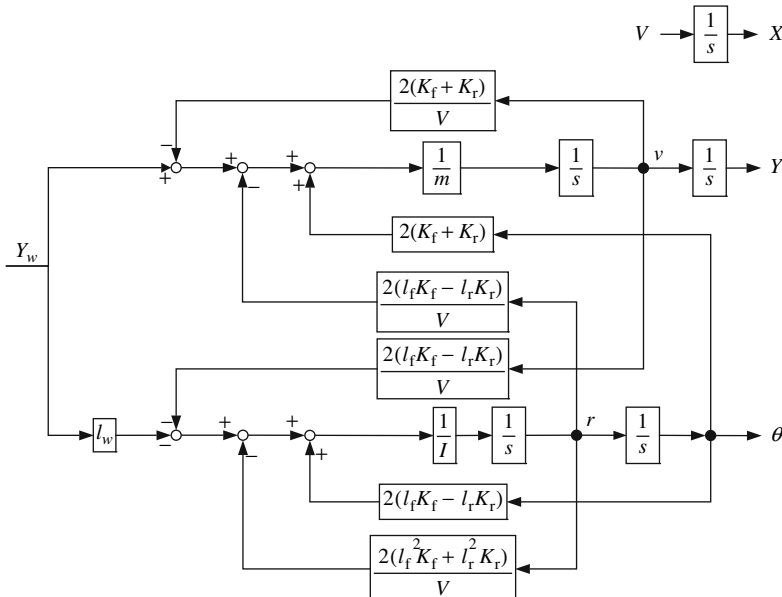 V 1/s X
2(K_f + K_r)/V
− + + − + +
1/m 1/s v 1/s Y
2(K_f + K_r)
Y_w
2(l_f K_f − l_r K_r)/V
2(l_f K_f − l_r K_r)/V
l_w − − + − + +
1/I 1/s r 1/s θ
2(l_f K_f − l_r K_r)
2(l_f^2 K_f + l_r^2 K_r)/V